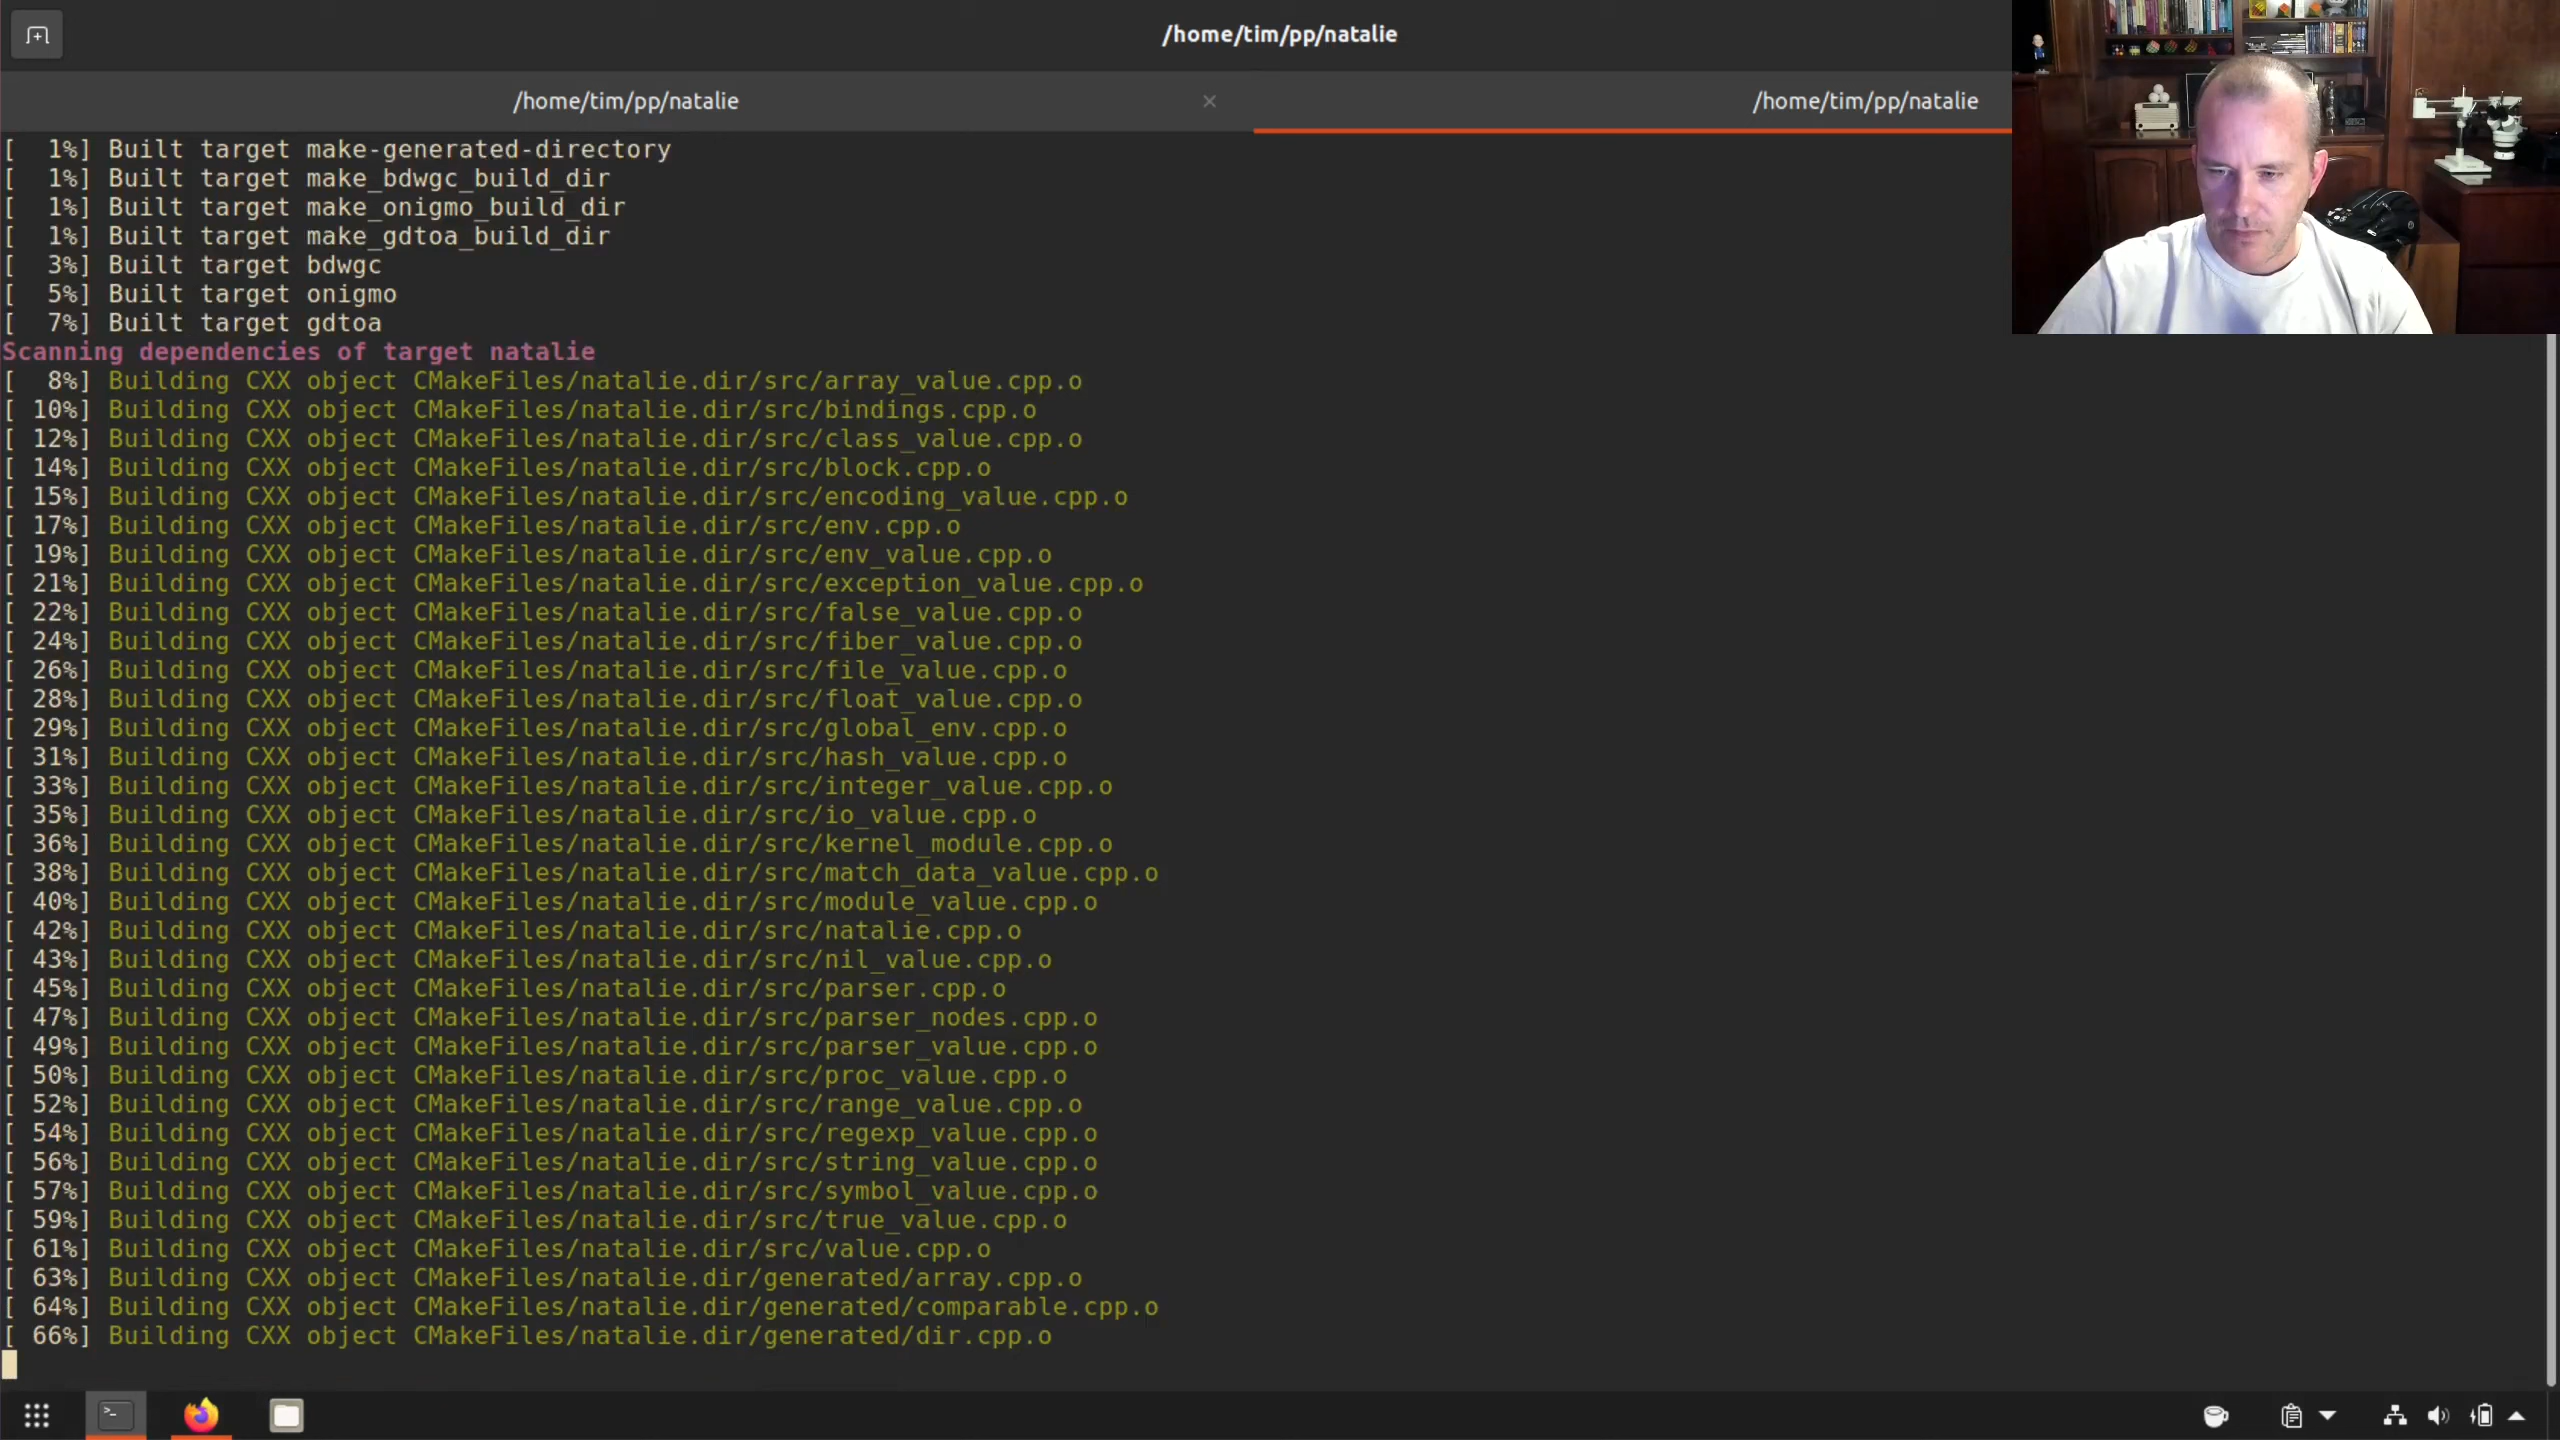 /home/tim/pp/natalie
/home/tim/pp/natalie
/home/tim/pp/natalie
[  1%] Built target make-generated-directory
[  1%] Built target make_bdwgc_build_dir
[  1%] Built target make_onigmo_build_dir
[  1%] Built target make_gdtoa_build_dir
[  3%] Built target bdwgc
[  5%] Built target onigmo
[  7%] Built target gdtoa
Scanning dependencies of target natalie
[  8%] Building CXX object CMakeFiles/natalie.dir/src/array_value.cpp.o
[ 10%] Building CXX object CMakeFiles/natalie.dir/src/bindings.cpp.o
[ 12%] Building CXX object CMakeFiles/natalie.dir/src/class_value.cpp.o
[ 14%] Building CXX object CMakeFiles/natalie.dir/src/block.cpp.o
[ 15%] Building CXX object CMakeFiles/natalie.dir/src/encoding_value.cpp.o
[ 17%] Building CXX object CMakeFiles/natalie.dir/src/env.cpp.o
[ 19%] Building CXX object CMakeFiles/natalie.dir/src/env_value.cpp.o
[ 21%] Building CXX object CMakeFiles/natalie.dir/src/exception_value.cpp.o
[ 22%] Building CXX object CMakeFiles/natalie.dir/src/false_value.cpp.o
[ 24%] Building CXX object CMakeFiles/natalie.dir/src/fiber_value.cpp.o
[ 26%] Building CXX object CMakeFiles/natalie.dir/src/file_value.cpp.o
[ 28%] Building CXX object CMakeFiles/natalie.dir/src/float_value.cpp.o
[ 29%] Building CXX object CMakeFiles/natalie.dir/src/global_env.cpp.o
[ 31%] Building CXX object CMakeFiles/natalie.dir/src/hash_value.cpp.o
[ 33%] Building CXX object CMakeFiles/natalie.dir/src/integer_value.cpp.o
[ 35%] Building CXX object CMakeFiles/natalie.dir/src/io_value.cpp.o
[ 36%] Building CXX object CMakeFiles/natalie.dir/src/kernel_module.cpp.o
[ 38%] Building CXX object CMakeFiles/natalie.dir/src/match_data_value.cpp.o
[ 40%] Building CXX object CMakeFiles/natalie.dir/src/module_value.cpp.o
[ 42%] Building CXX object CMakeFiles/natalie.dir/src/natalie.cpp.o
[ 43%] Building CXX object CMakeFiles/natalie.dir/src/nil_value.cpp.o
[ 45%] Building CXX object CMakeFiles/natalie.dir/src/parser.cpp.o
[ 47%] Building CXX object CMakeFiles/natalie.dir/src/parser_nodes.cpp.o
[ 49%] Building CXX object CMakeFiles/natalie.dir/src/parser_value.cpp.o
[ 50%] Building CXX object CMakeFiles/natalie.dir/src/proc_value.cpp.o
[ 52%] Building CXX object CMakeFiles/natalie.dir/src/range_value.cpp.o
[ 54%] Building CXX object CMakeFiles/natalie.dir/src/regexp_value.cpp.o
[ 56%] Building CXX object CMakeFiles/natalie.dir/src/string_value.cpp.o
[ 57%] Building CXX object CMakeFiles/natalie.dir/src/symbol_value.cpp.o
[ 59%] Building CXX object CMakeFiles/natalie.dir/src/true_value.cpp.o
[ 61%] Building CXX object CMakeFiles/natalie.dir/src/value.cpp.o
[ 63%] Building CXX object CMakeFiles/natalie.dir/generated/array.cpp.o
[ 64%] Building CXX object CMakeFiles/natalie.dir/generated/comparable.cpp.o
[ 66%] Building CXX object CMakeFiles/natalie.dir/generated/dir.cpp.o